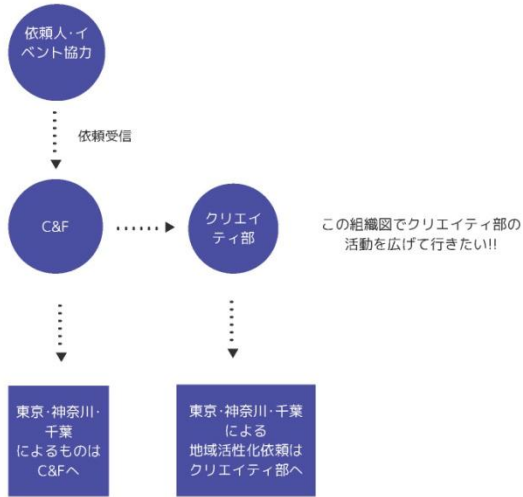 依頼人・イ
ベント協力
依頼受信
C&F
クリエイ
ティ部
この組織図でクリエイティ部の
活動を広げて行きたい!!
東京・神奈川・
千葉
によるものは
C&Fへ
東京・神奈川・千葉
による
地域活性化依頼は
クリエイティ部へ